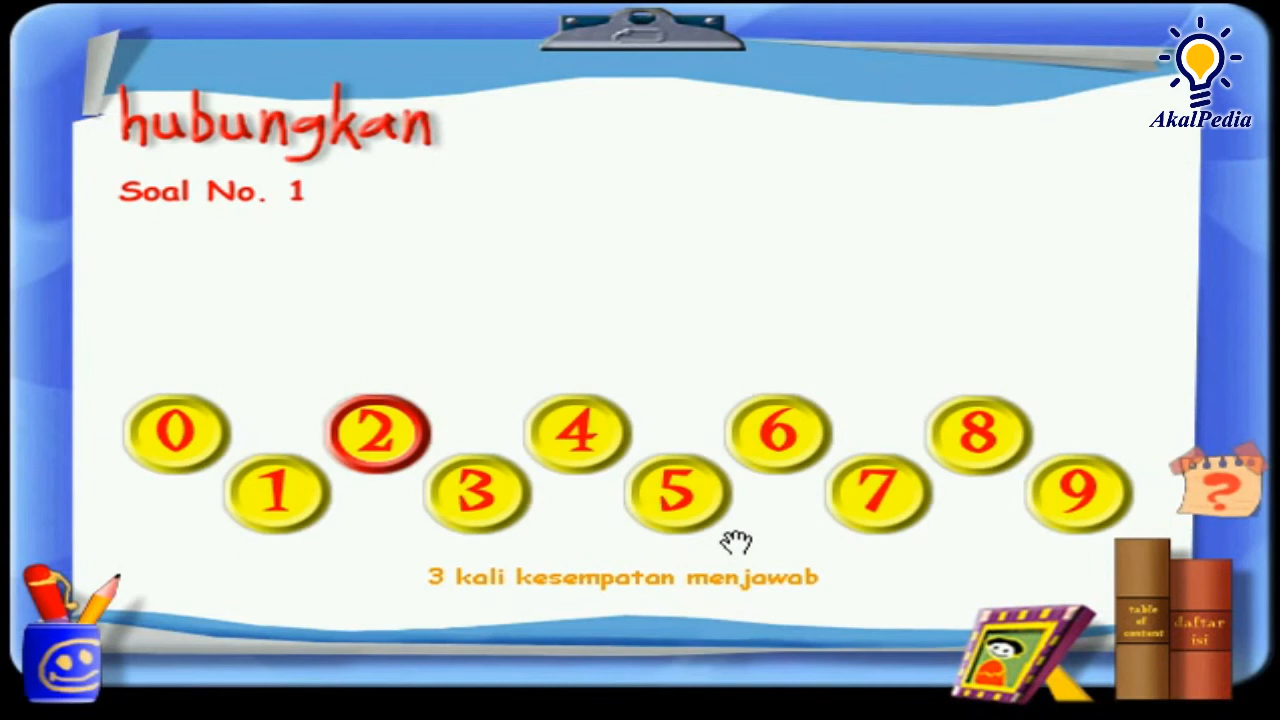 AkalPedia
hubungkan
Soal No. 1
0 2 4 6 8
1 3 5 7 9
?
3 kali kesempatan menjawab
table
of
content
daftar
isi